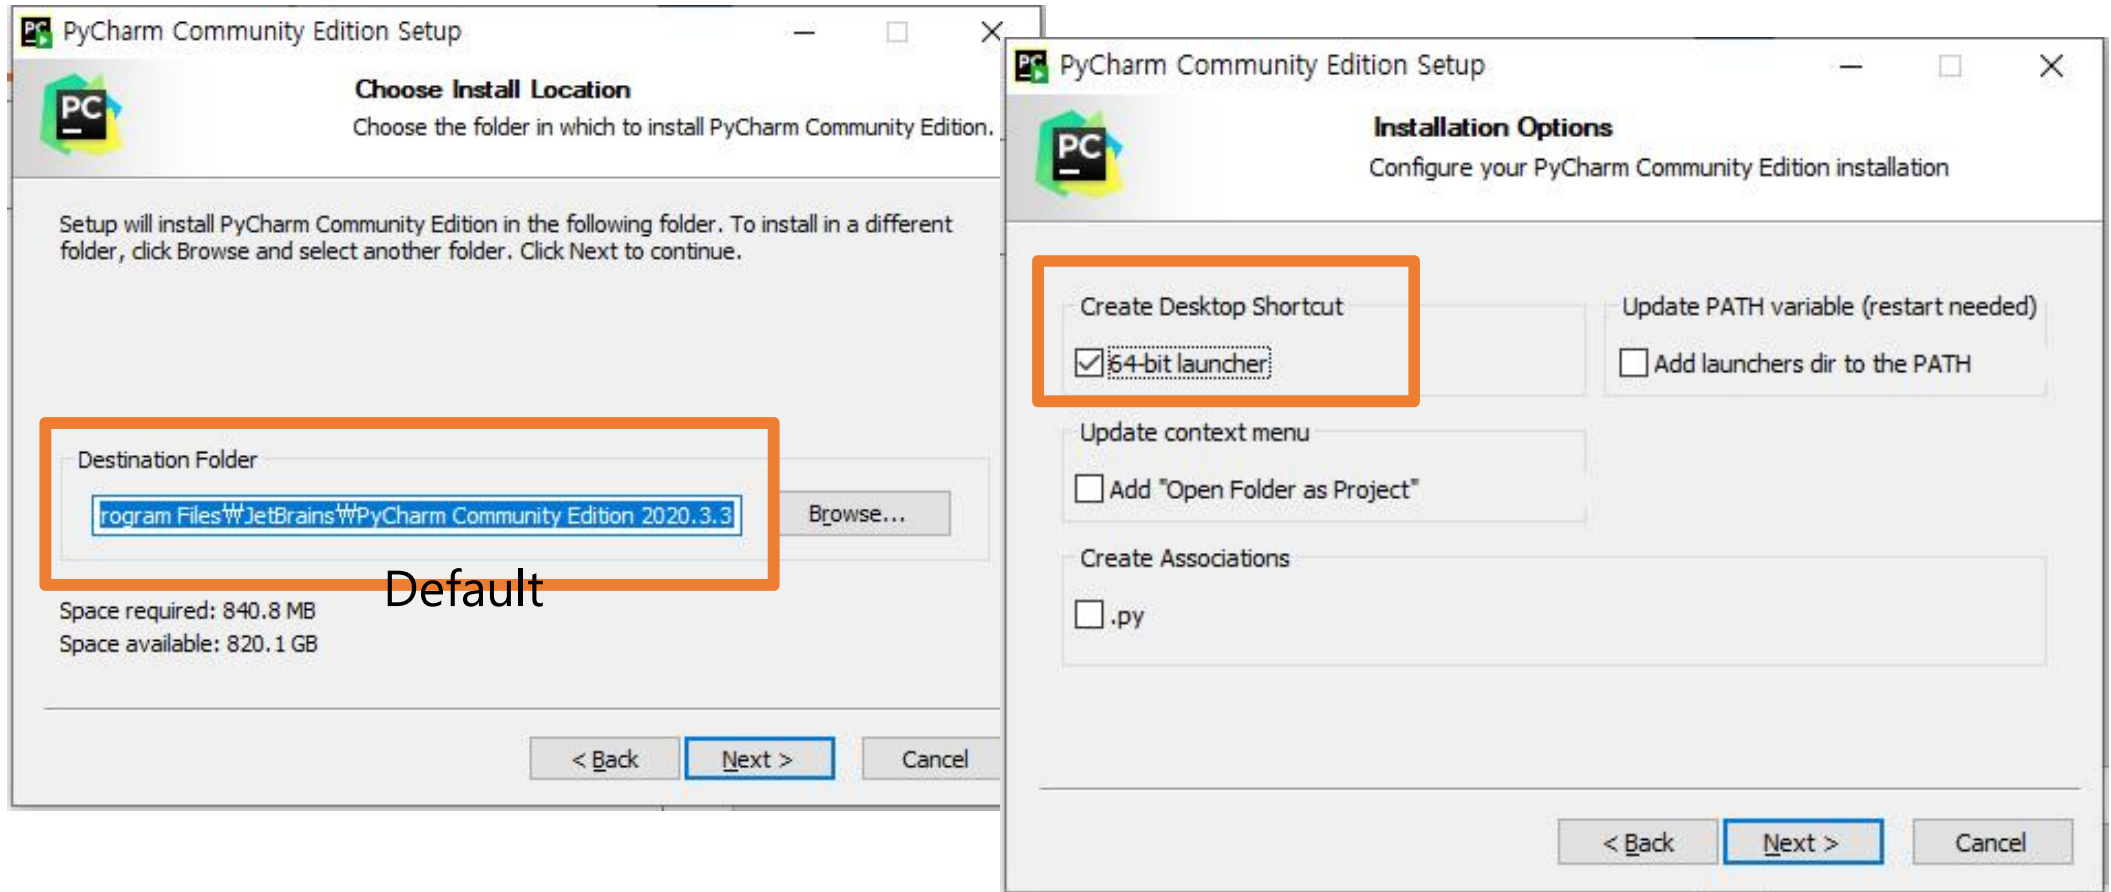 PyCharm Community Edition Setup
PC
Choose Install Location
Choose the folder in which to install PyCharm Community Edition.
Setup will install PyCharm Community Edition in the following folder. To install in a different
folder, click Browse and select another folder. Click Next to continue.
Destination Folder
rogram Files₩JetBrains₩PyCharm Community Edition 2020.3.3
Browse...
Default
Space required: 840.8 MB
Space available: 820.1 GB
< Back
Next >
Cancel
PyCharm Community Edition Setup
PC
Installation Options
Configure your PyCharm Community Edition installation
Create Desktop Shortcut
Update PATH variable (restart needed)
64-bit launcher
Add launchers dir to the PATH
Update context menu
Add "Open Folder as Project"
Create Associations
.py
< Back
Next >
Cancel